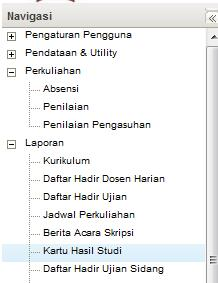 Navigasi
Pengaturan Pengguna
Pendataan & Utility
Perkuliahan
Absensi
Penilaian
Penilaian Pengasuhan
Laporan
Kurikulum
Daftar Hadir Dosen Harian
Daftar Hadir Ujian
Jadwal Perkuliahan
Berita Acara Skripsi
Kartu Hasil Studi
Daftar Hadir Ujian Sidang